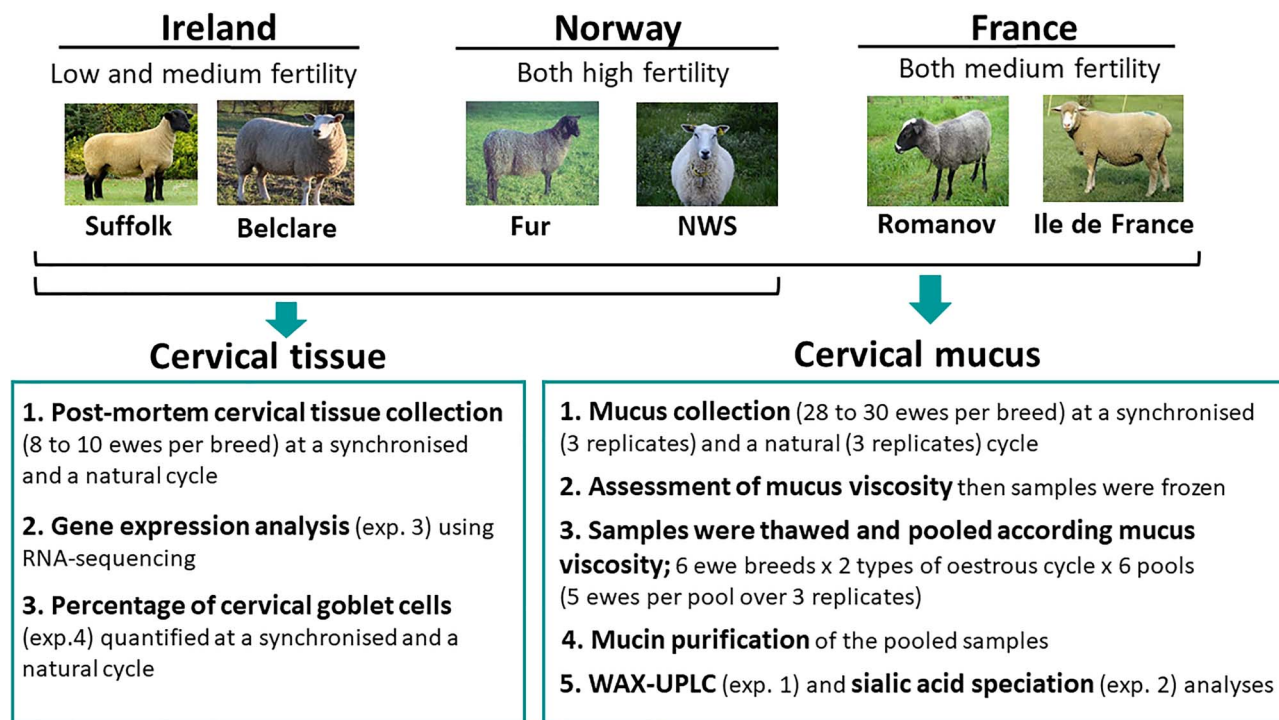 Ireland
Low and medium fertility
Suffolk
Belclare
Norway
Both high fertility
Fur
NWS
France
Both medium fertility
Romanov
Ile de France
Cervical tissue
1. Post-mortem cervical tissue collection
(8 to 10 ewes per breed) at a synchronised
and a natural cycle
2. Gene expression analysis (exp. 3) using
RNA-sequencing
3. Percentage of cervical goblet cells
(exp.4) quantified at a synchronised and a
natural cycle
Cervical mucus
1. Mucus collection (28 to 30 ewes per breed) at a synchronised
(3 replicates) and a natural (3 replicates) cycle
2. Assessment of mucus viscosity then samples were frozen
3. Samples were thawed and pooled according mucus
viscosity; 6 ewe breeds x 2 types of oestrous cycle x 6 pools
(5 ewes per pool over 3 replicates)
4. Mucin purification of the pooled samples
5. WAX-UPLC (exp. 1) and sialic acid speciation (exp. 2) analyses